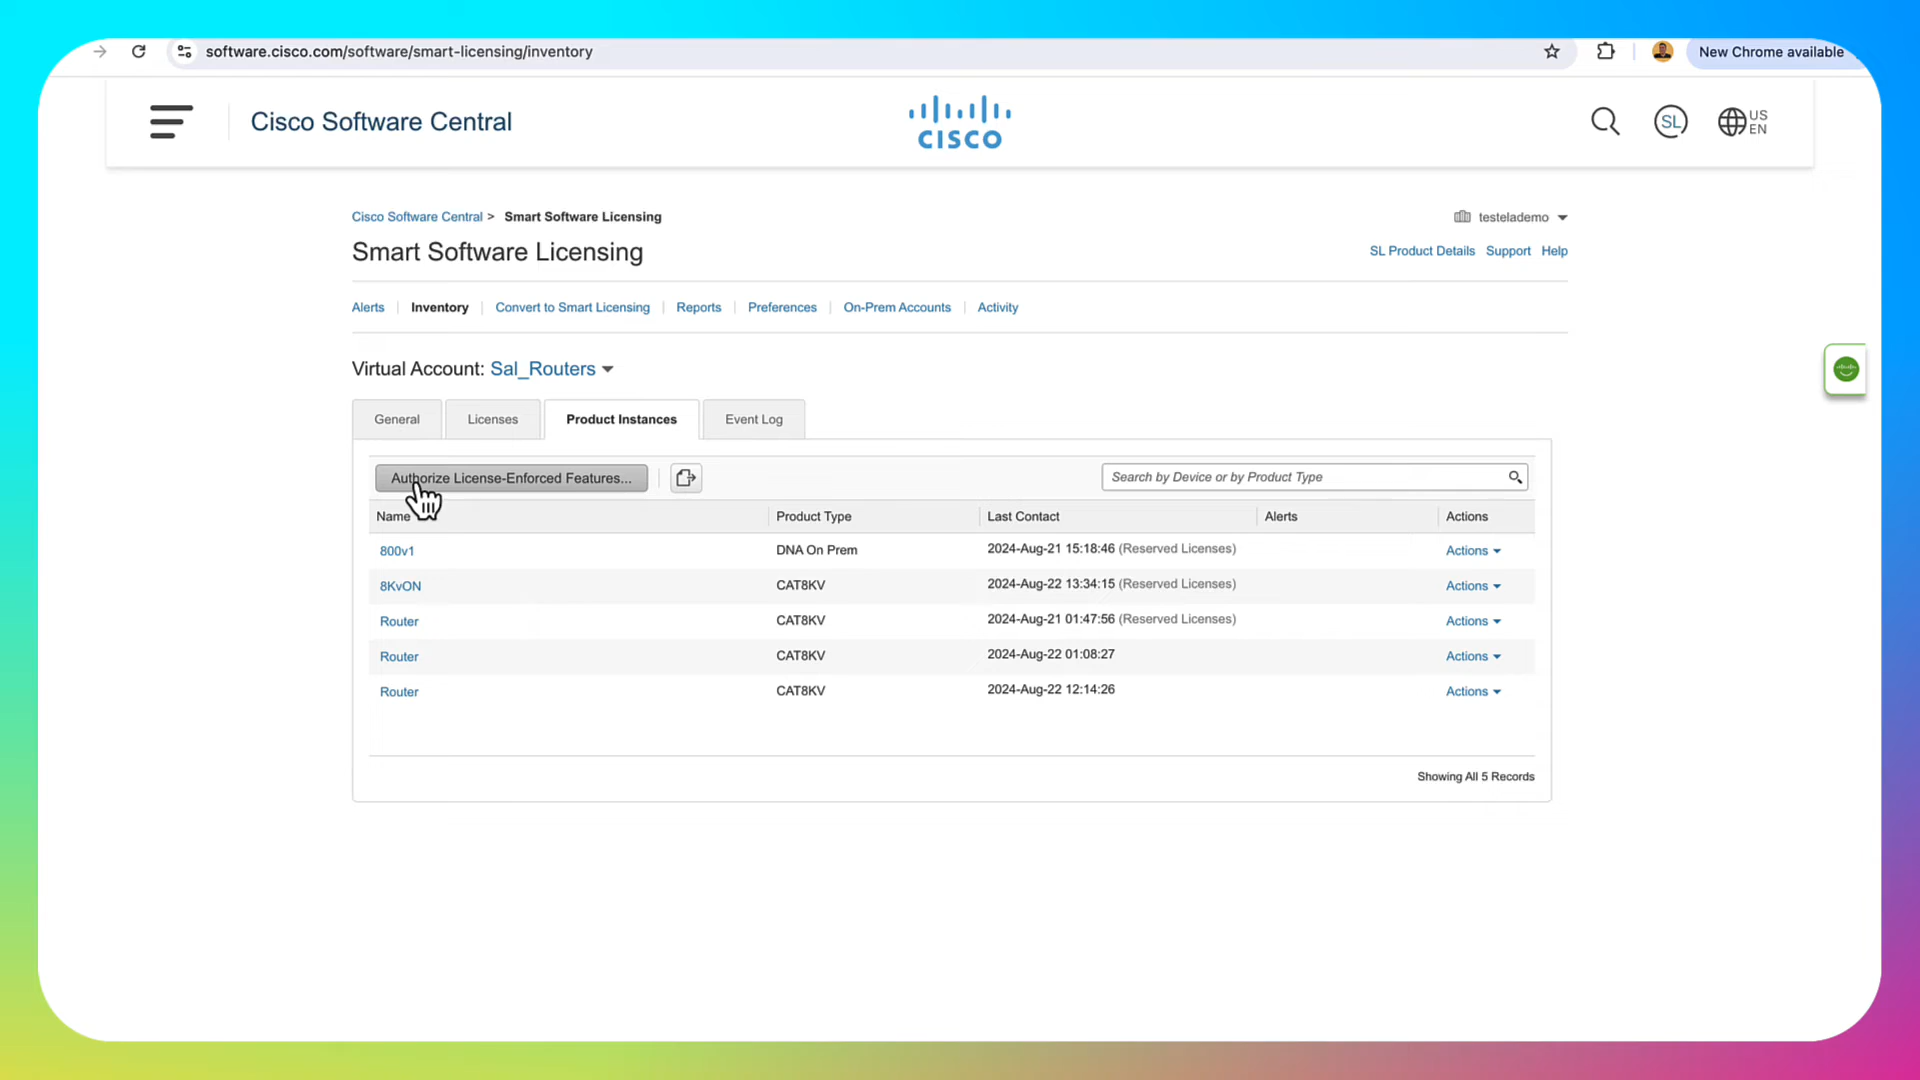 software.cisco.com/software/smart-licensing/inventory
New Chrome available
Cisco Software Central
CISCO
SL
US
EN
Cisco Software Central > Smart Software Licensing
testelademo
Smart Software Licensing
SL Product Details Support Help
Alerts Inventory Convert to Smart Licensing Reports Preferences On-Prem Accounts Activity
Virtual Account: Sal_Routers
General Licenses Product Instances Event Log
Authorize License-Enforced Features...
Search by Device or by Product Type
Name Product Type Last Contact Alerts Actions
800v1 DNA On Prem 2024-Aug-21 15:18:46 (Reserved Licenses) Actions
8KvON CAT8KV 2024-Aug-22 13:34:15 (Reserved Licenses) Actions
Router CAT8KV 2024-Aug-21 01:47:56 (Reserved Licenses) Actions
Router CAT8KV 2024-Aug-22 01:08:27 Actions
Router CAT8KV 2024-Aug-22 12:14:26 Actions
Showing All 5 Records